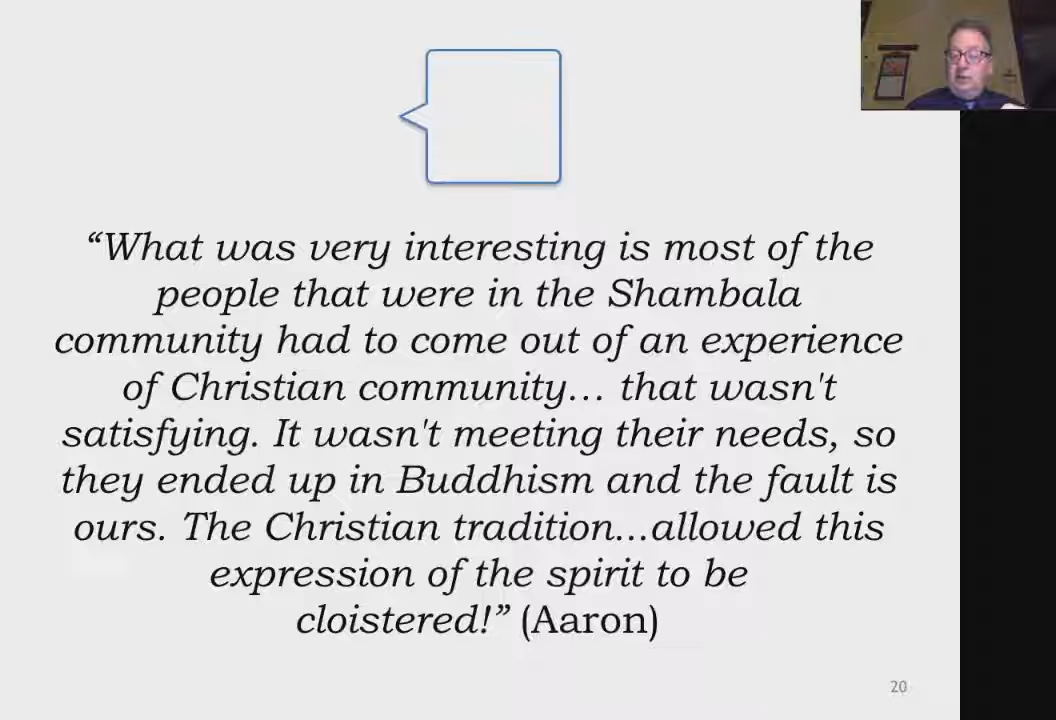 “What was very interesting is most of the
people that were in the Shambala
community had to come out of an experience
of Christian community... that wasn't
satisfying. It wasn't meeting their needs, so
they ended up in Buddhism and the fault is
ours. The Christian tradition...allowed this
expression of the spirit to be
cloistered!” (Aaron)
20